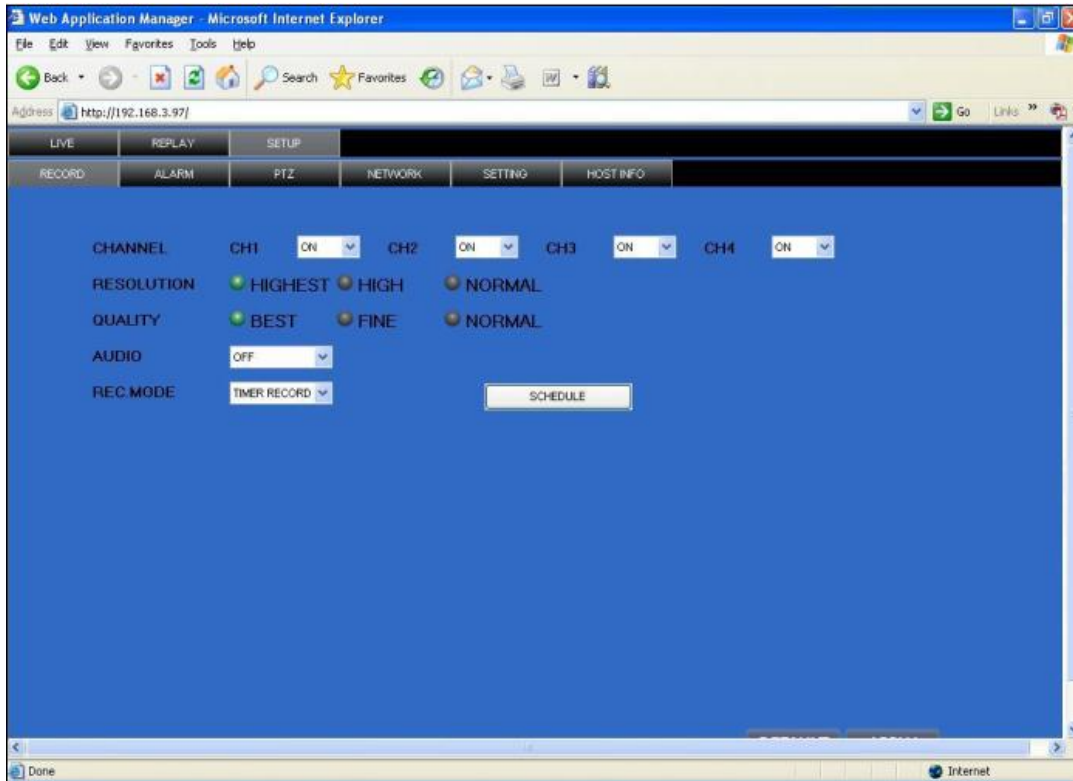 Web Application Manager - Microsoft Internet Explorer
File Edit View Favorites Tools Help
Back Search Favorites
Address http://192.168.3.97/ Go Links »
LIVE REPLAY SETUP
RECORD ALARM PTZ NETWORK SETTING HOST INFO
CHANNEL CH1 ON CH2 ON CH3 ON CH4 ON
RESOLUTION HIGHEST HIGH NORMAL
QUALITY BEST FINE NORMAL
AUDIO OFF
REC.MODE TIMER RECORD SCHEDULE
Done Internet